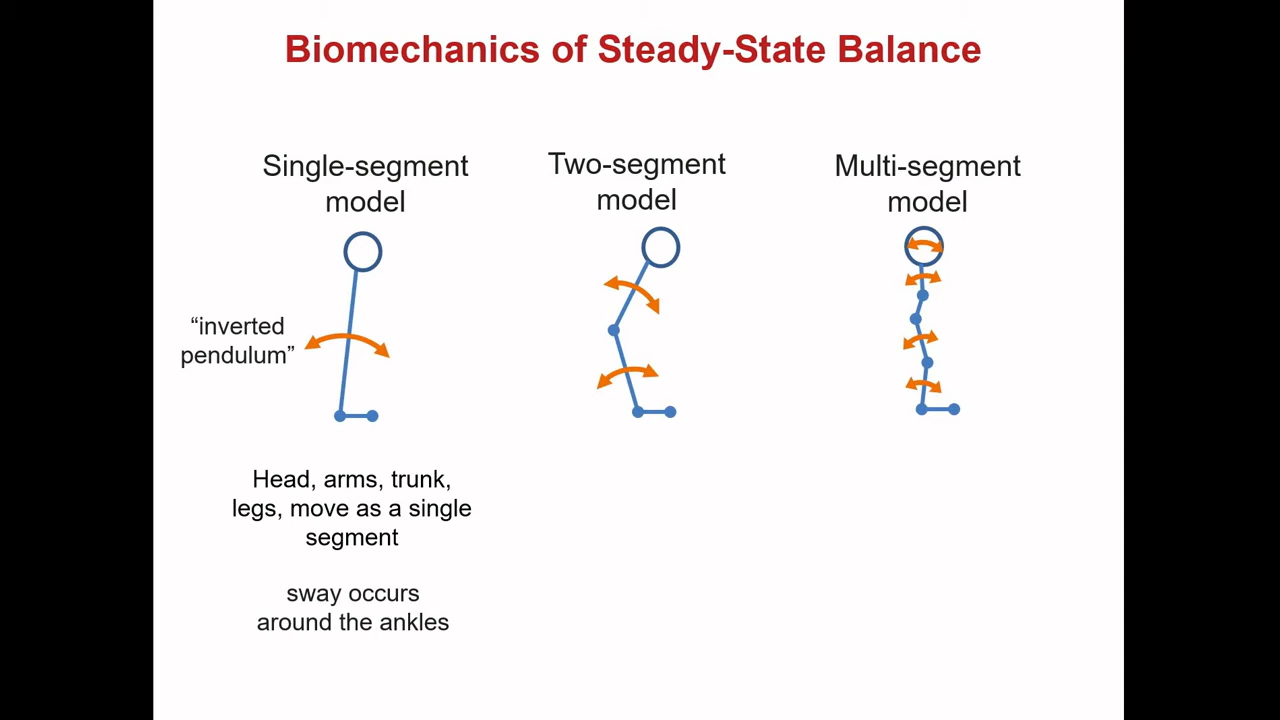 Biomechanics of Steady-State Balance
Single-segment
model
Two-segment
model
Multi-segment
model
“inverted
pendulum”
Head, arms, trunk,
legs, move as a single
segment
sway occurs
around the ankles